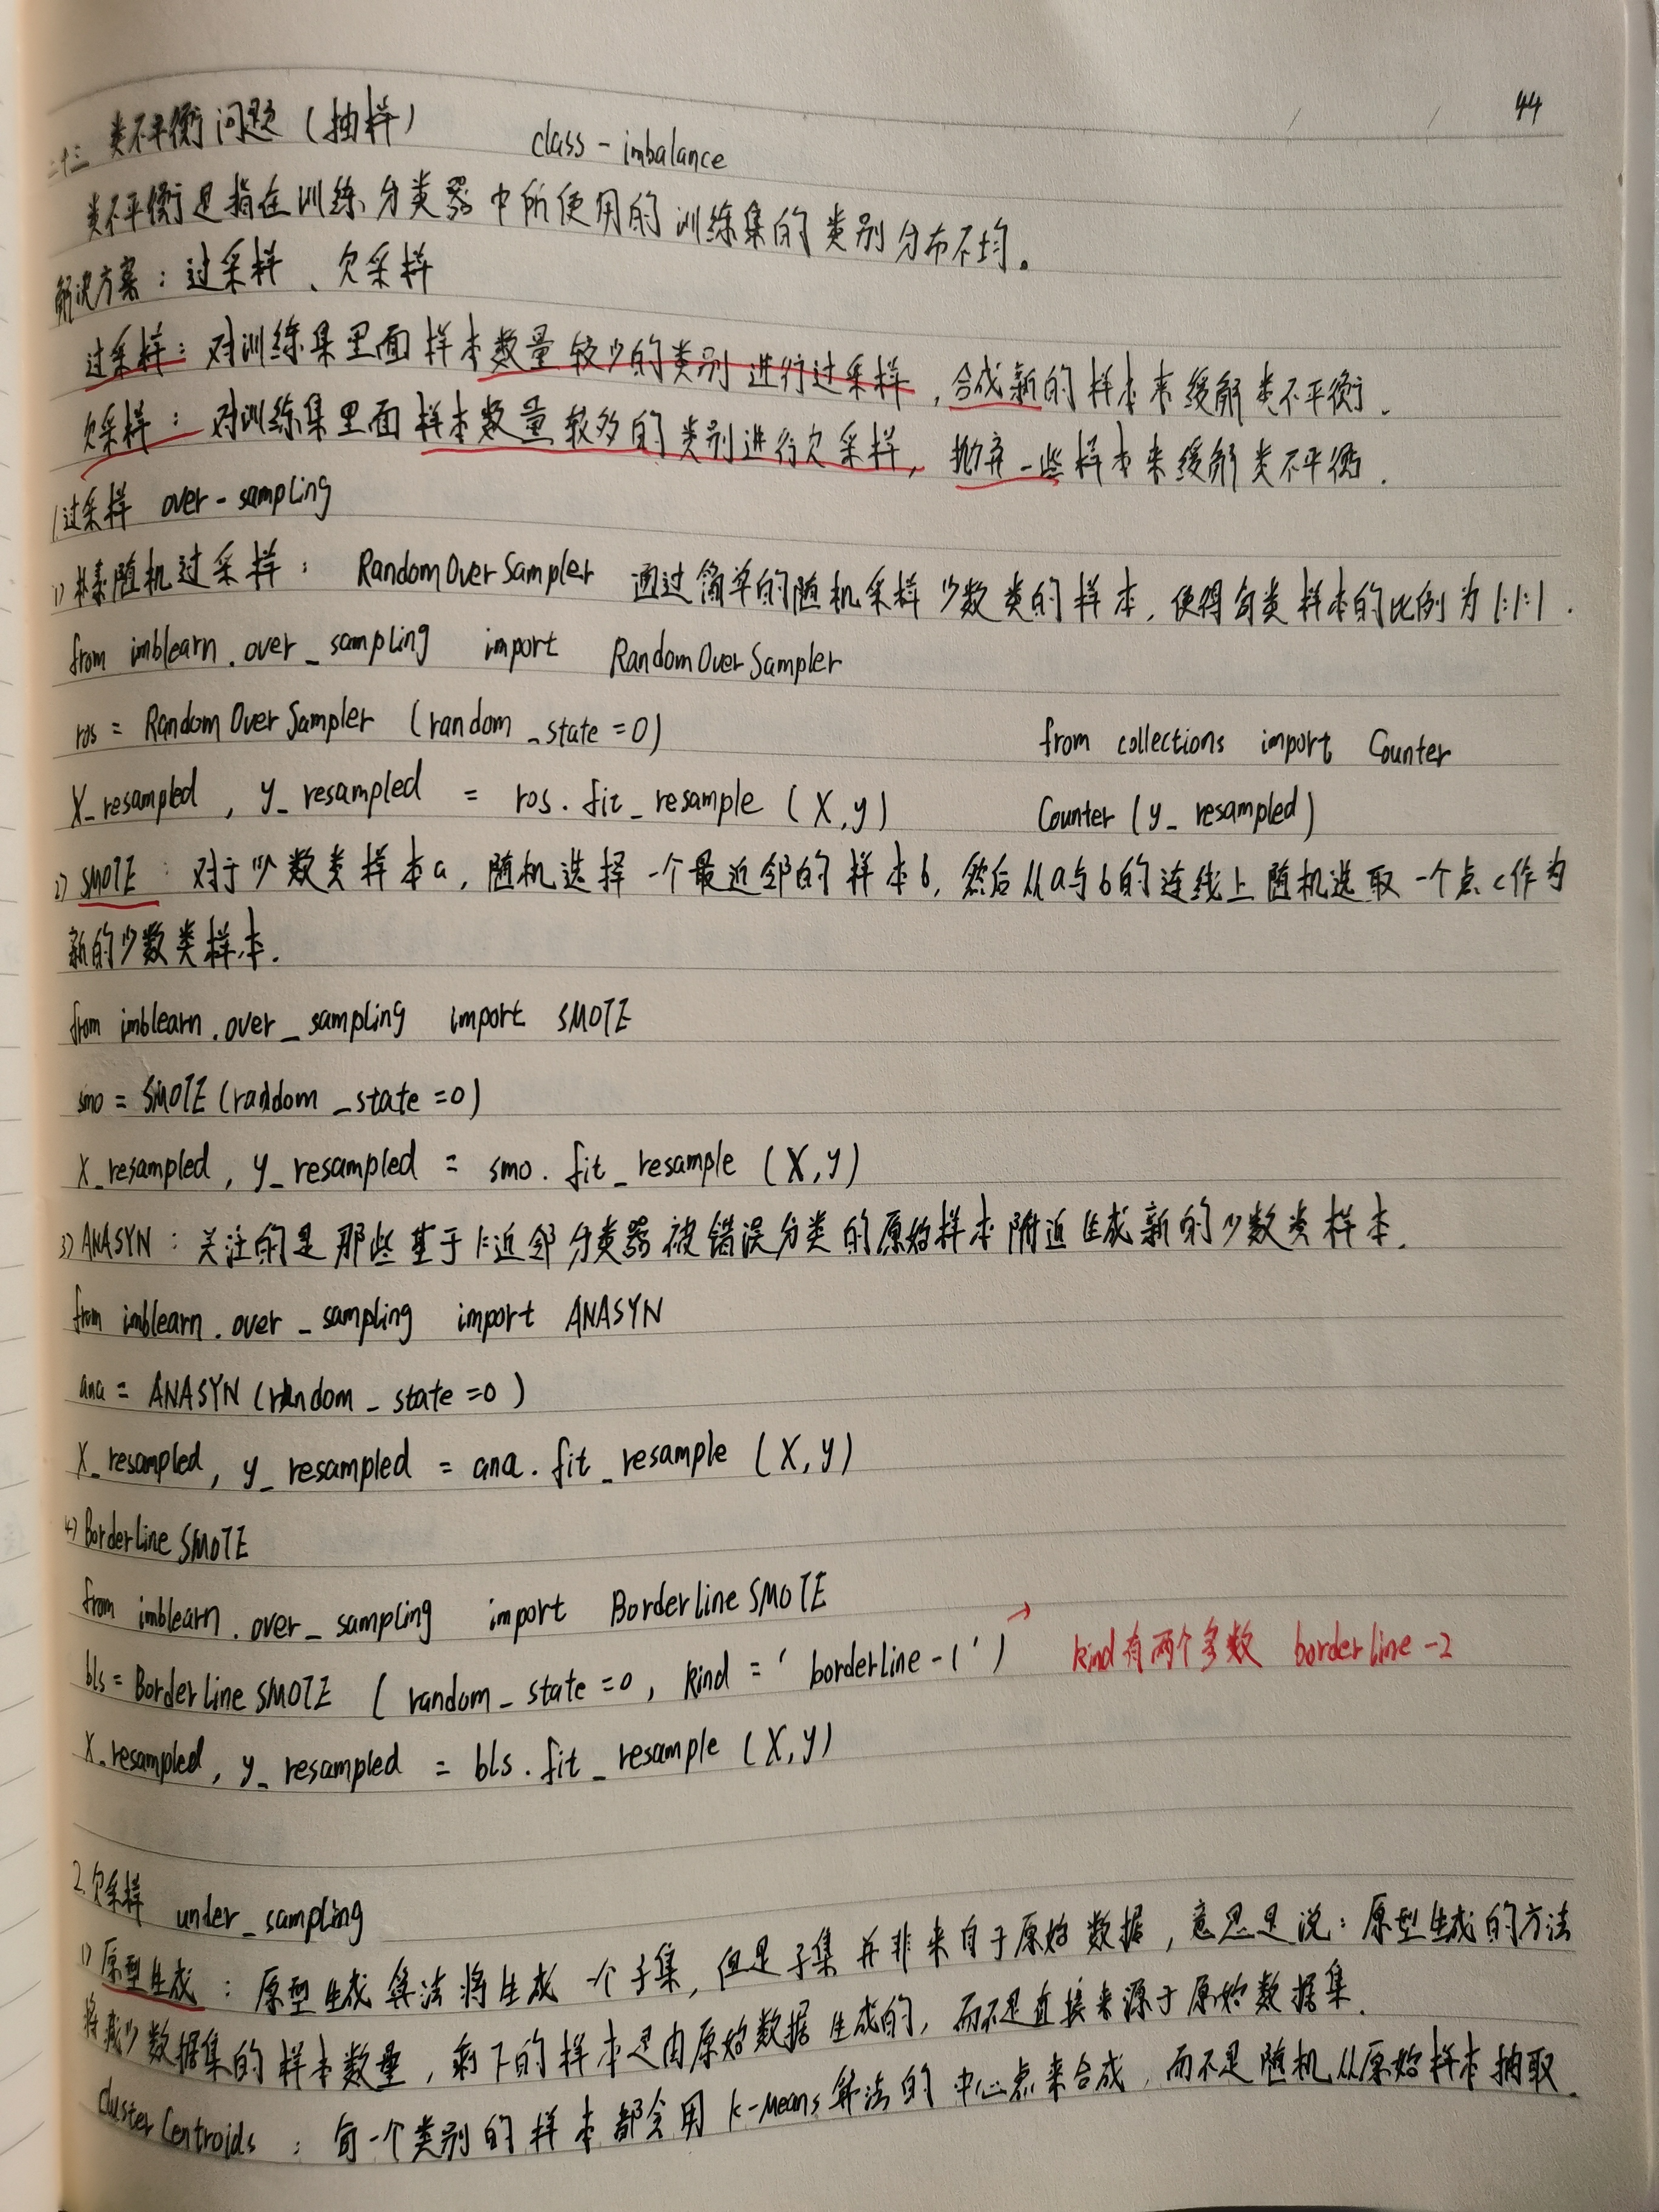 44
二十三 类不平衡问题（抽样） class-imbalance
类不平衡是指在训练分类器中所使用的训练集的类别分布不均。
解决方案：过采样、欠采样
过采样：对训练集里面样本数量较少的类别进行过采样，合成新的样本来缓解类不平衡.
欠采样：对训练集里面样本数量较多的类别进行欠采样，抛弃一些样本来缓解类不平衡.
1.过采样 over-sampling
1) 朴素随机过采样： RandomOverSampler 通过简单的随机采样少数类的样本，使得每类样本的比例为1:1:1.
from imblearn.over_sampling import RandomOverSampler
ros = RandomOverSampler (random_state=0) from collections import Counter
X_resampled, y_resampled = ros.fit_resample (X,y) Counter (y_resampled)
2) SMOTE：对于少数类样本a，随机选择一个最近邻的样本b，然后从a与b的连线上随机选取一个点c作为
新的少数类样本.
from imblearn.over_sampling import SMOTE
smo = SMOTE (random_state=0)
X_resampled, y_resampled = smo.fit_resample (X,y)
3) ANASYN：关注的是那些基于k近邻分类器被错误分类的原始样本附近生成新的少数类样本.
from imblearn.over_sampling import ANASYN
ana = ANASYN (random_state=0)
X_resampled, y_resampled = ana.fit_resample (X,y)
4) BorderlineSMOTE
from imblearn.over_sampling import BorderlineSMOTE
bls = BorderlineSMOTE (random_state=0, kind='borderline-1') → kind有两个参数 borderline-2
X_resampled, y_resampled = bls.fit_resample (X,y)
2.欠采样 under_sampling
1) 原型生成：原型生成算法将生成一个子集，但是子集并非来自于原始数据，意思是说：原型生成的方法
将减少数据集的样本数量，剩下的样本是由原始数据生成的，而不是直接来源于原始数据集.
ClusterCentroids：每一个类别的样本都会用k-Means算法的中心点来合成，而不是随机从原始样本抽取.